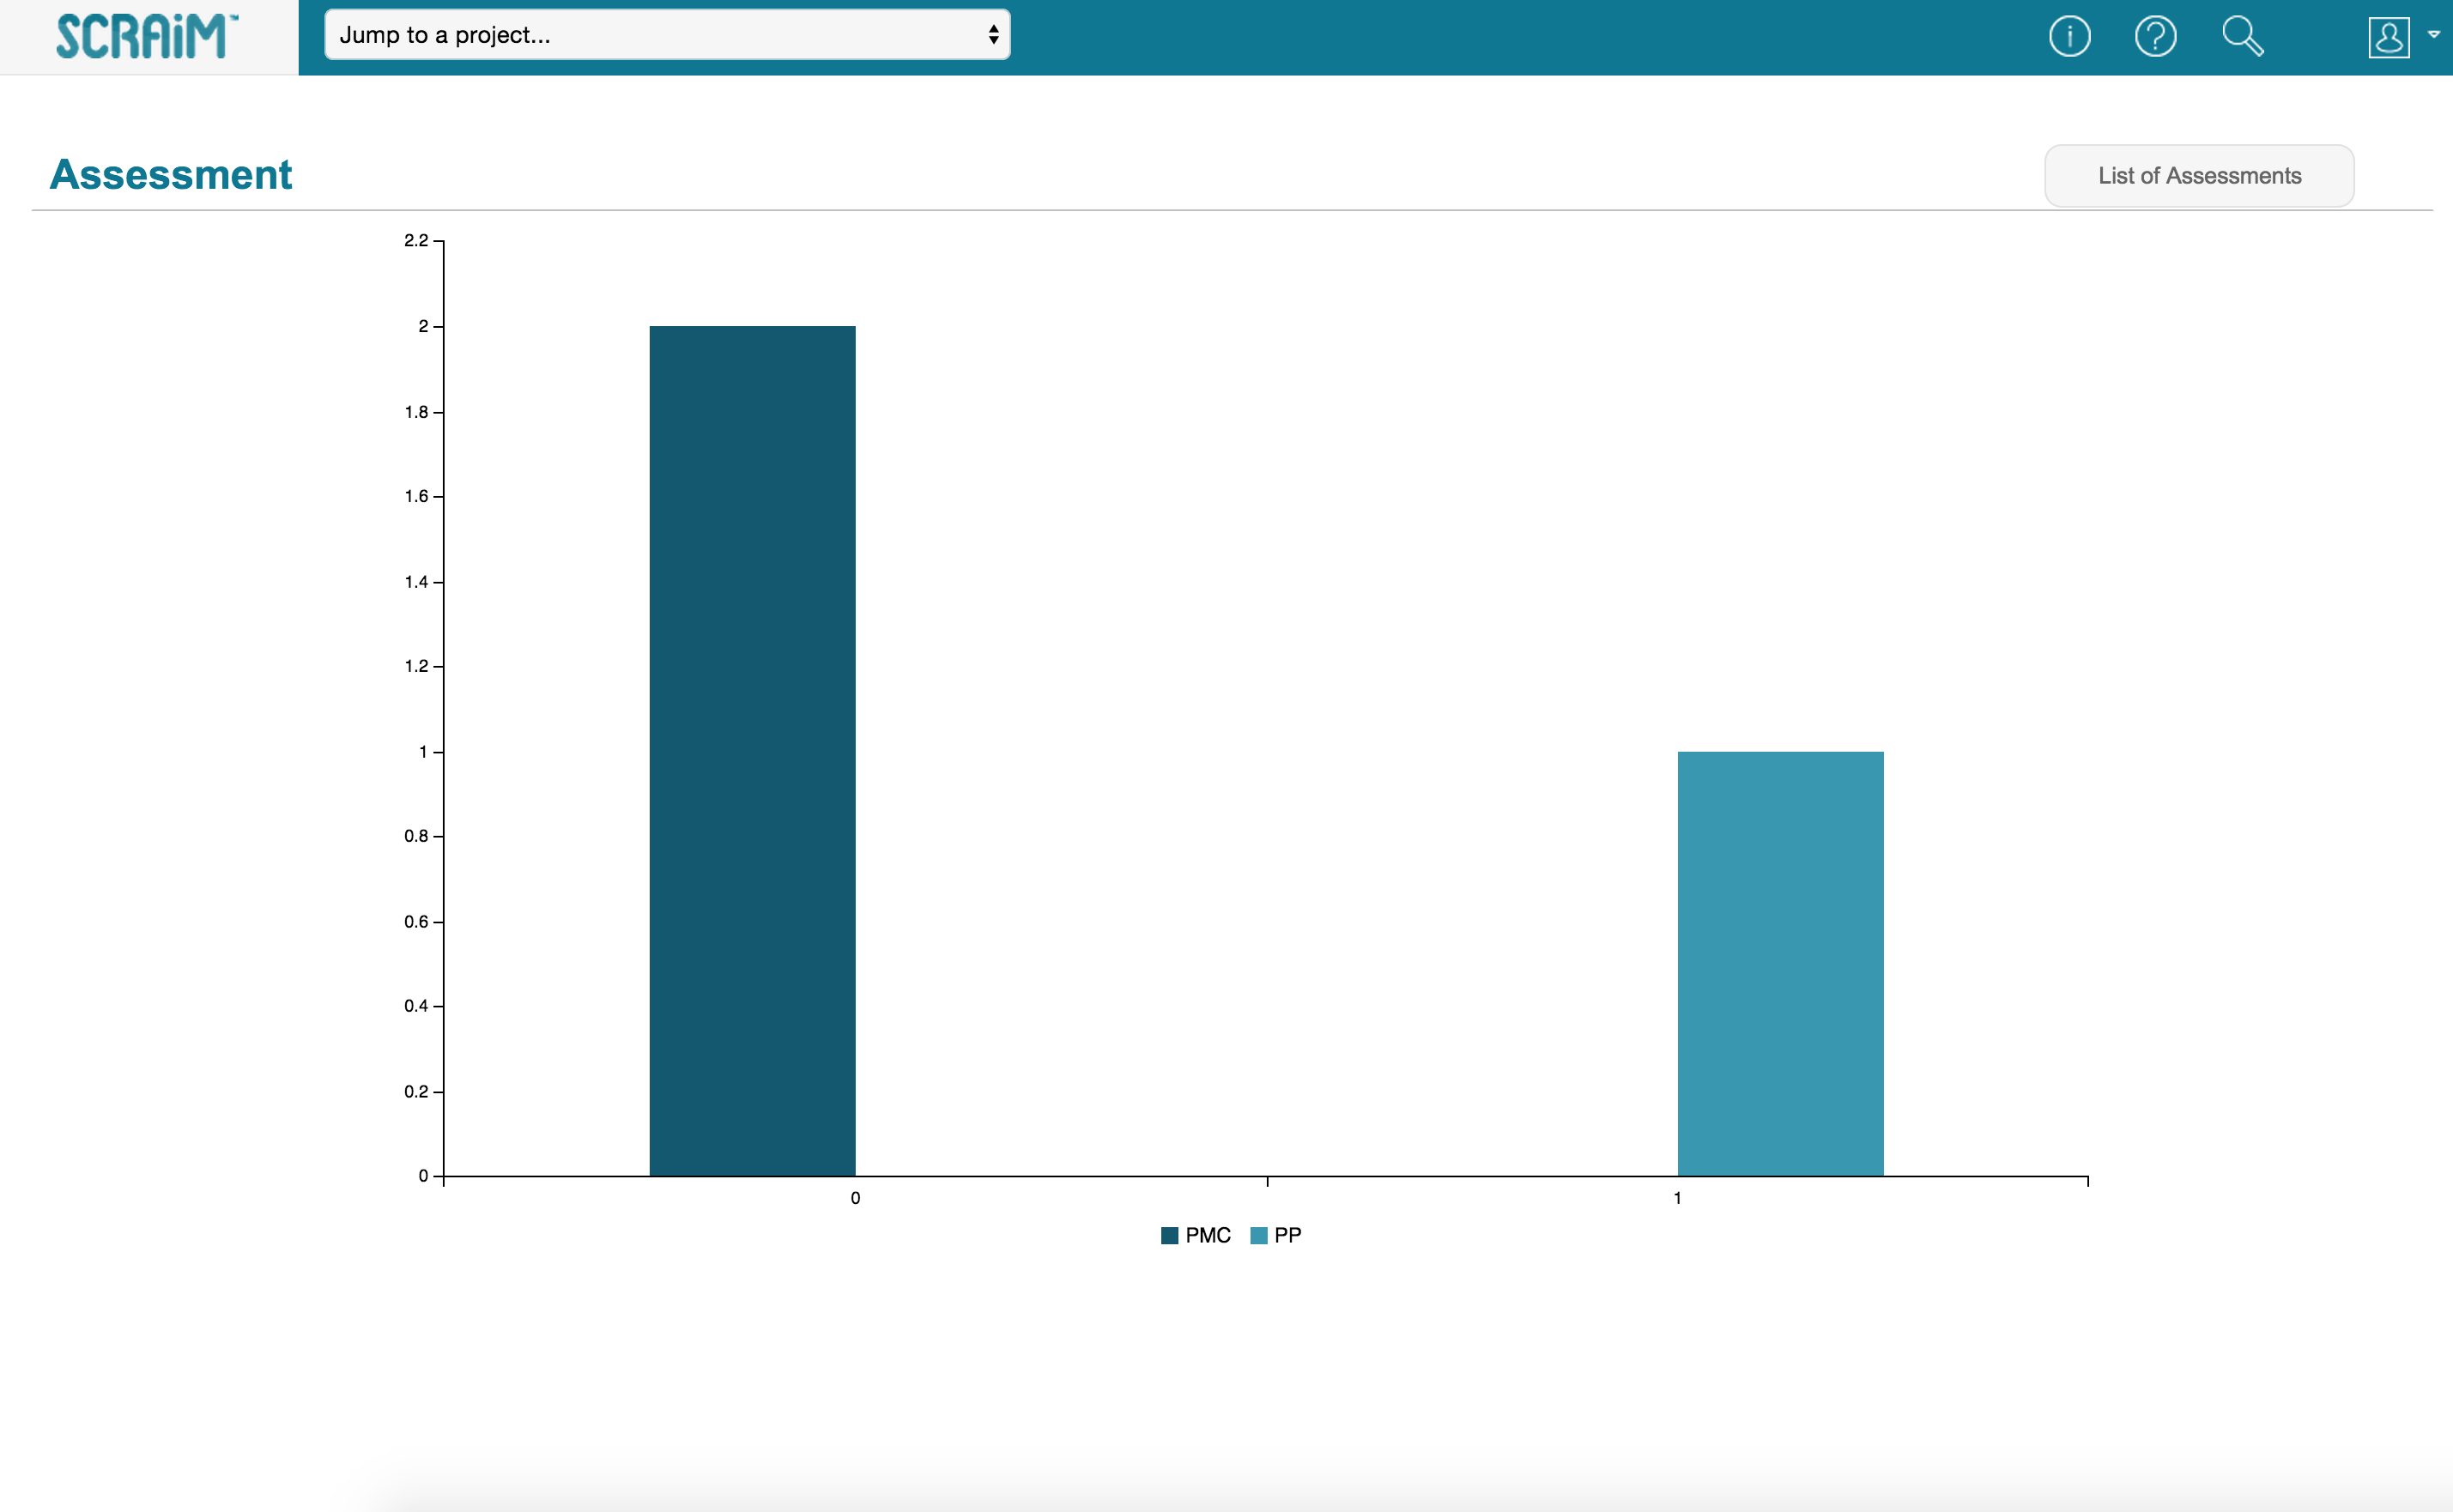 SCRAiM™
Jump to a project...
Assessment
List of Assessments
2.2
2
1.8
1.6
1.4
1.2
1
0.8
0.6
0.4
0.2
0
0 1
PMC PP